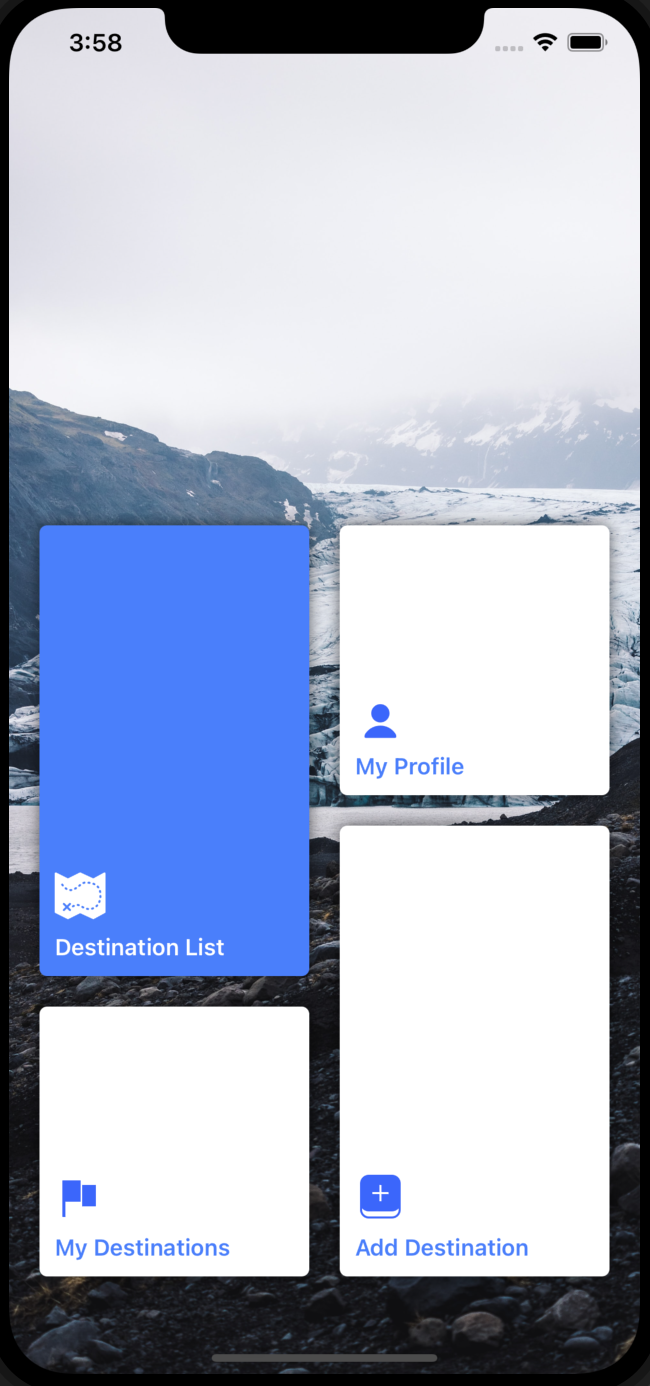 3:58
My Profile
Destination List
My Destinations
Add Destination